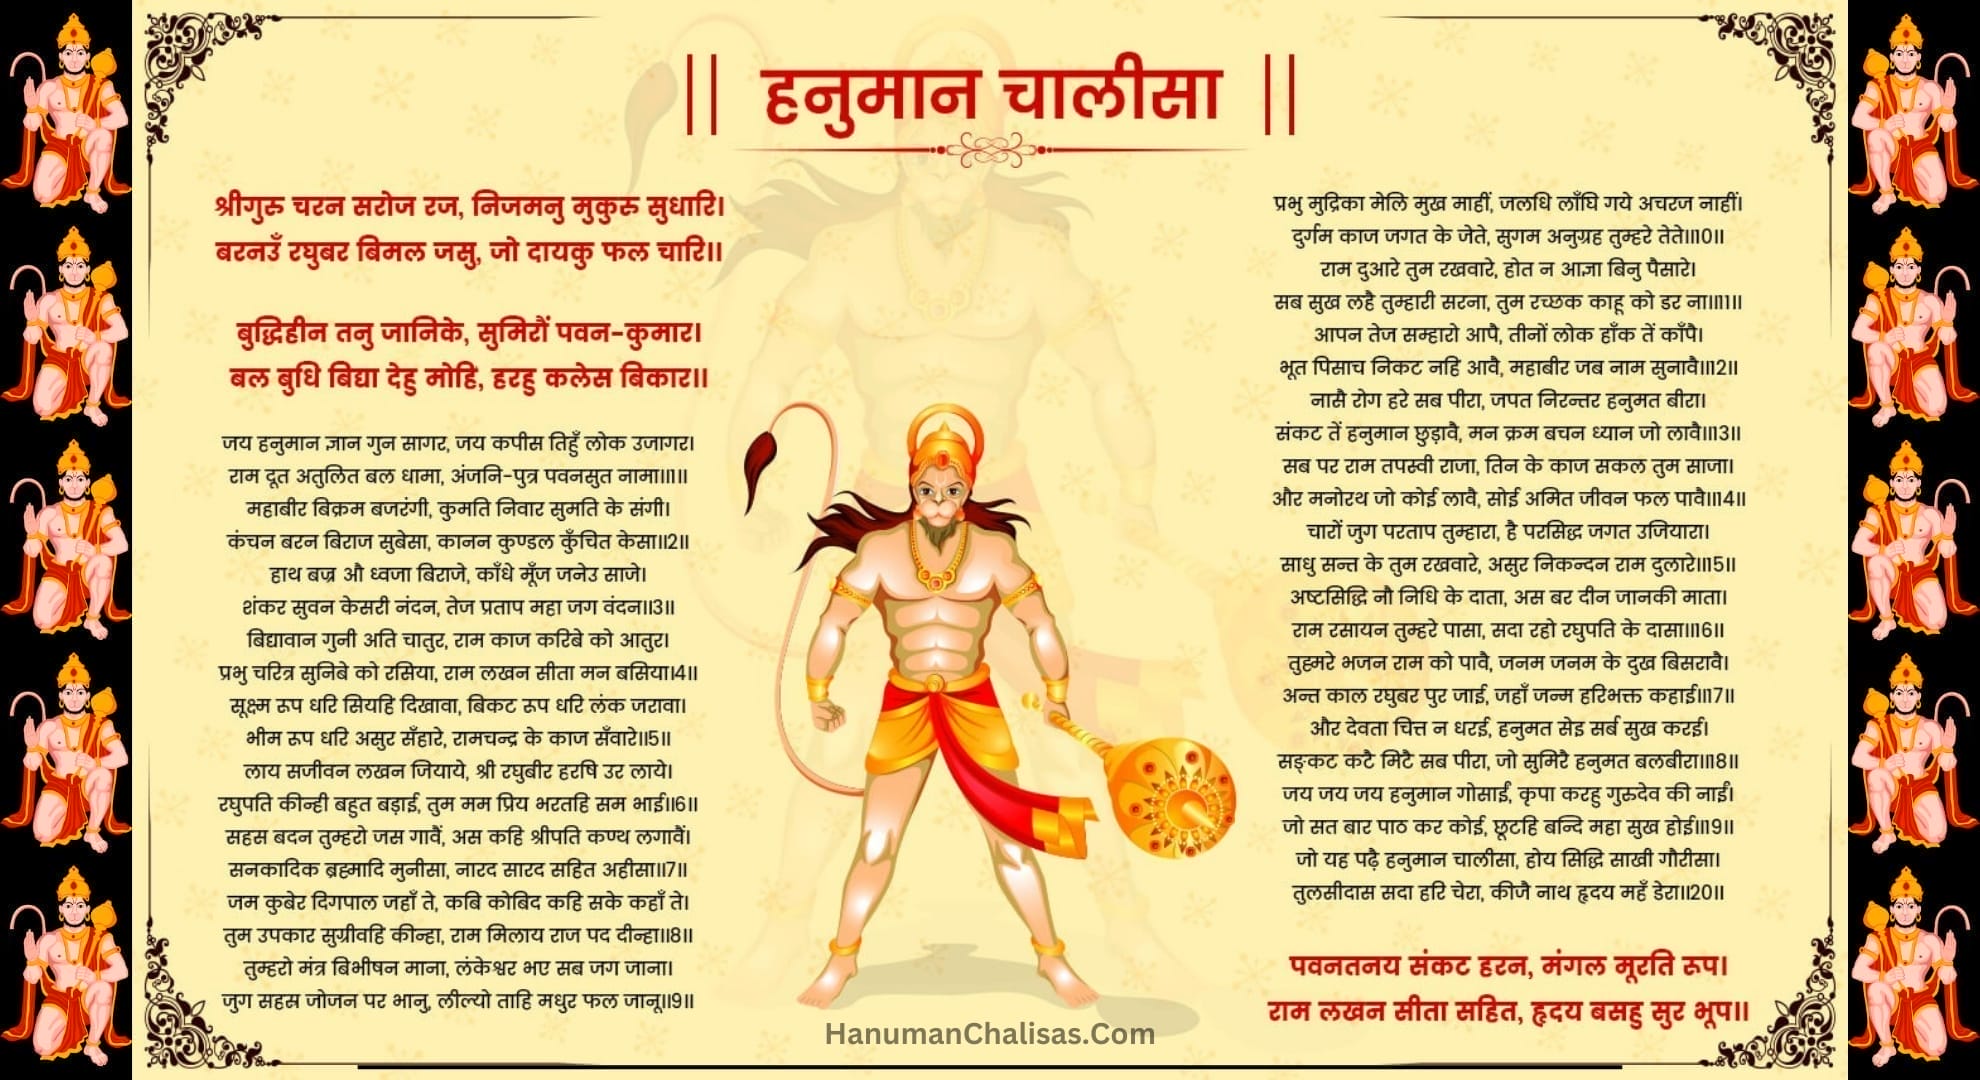 || हनुमान चालीसा ||
श्रीगुरु चरन सरोज रज, निजमनु मुकुरु सुधारि।
बरनउँ रघुबर बिमल जसु, जो दायकु फल चारि।।
बुद्धिहीन तनु जानिके, सुमिरौं पवन-कुमार।
बल बुधि बिद्या देहु मोहि, हरहु कलेस बिकार।।
जय हनुमान ज्ञान गुन सागर, जय कपीस तिहुँ लोक उजागर।
राम दूत अतुलित बल धामा, अंजनि-पुत्र पवनसुत नामा।।1।।
महाबीर बिक्रम बजरंगी, कुमति निवार सुमति के संगी।
कंचन बरन बिराज सुबेसा, कानन कुण्डल कुँचित केसा।।2।।
हाथ बज्र औ ध्वजा बिराजे, काँधे मूँज जनेउ साजे।
शंकर सुवन केसरी नंदन, तेज प्रताप महा जग वंदन।।3।।
बिद्यावान गुनी अति चातुर, राम काज करिबे को आतुर।
प्रभु चरित्र सुनिबे को रसिया, राम लखन सीता मन बसिया।।4।।
सूक्ष्म रूप धरि सियहि दिखावा, बिकट रूप धरि लंक जरावा।
भीम रूप धरि असुर सँहारे, रामचन्द्र के काज सँवारे।।5।।
लाय सजीवन लखन जियाये, श्री रघुबीर हरषि उर लाये।
रघुपति कीन्ही बहुत बड़ाई, तुम मम प्रिय भरतहि सम भाई।।6।।
सहस बदन तुम्हरो जस गावैं, अस कहि श्रीपति कण्थ लगावैं।
सनकादिक ब्रह्मादि मुनीसा, नारद सारद सहित अहीसा।।7।।
जम कुबेर दिगपाल जहाँ ते, कबि कोबिद कहि सके कहाँ ते।
तुम उपकार सुग्रीवहि कीन्हा, राम मिलाय राज पद दीन्हा।।8।।
तुम्हरो मंत्र बिभीषन माना, लंकेश्वर भए सब जग जाना।
जुग सहस्र जोजन पर भानु, लील्यो ताहि मधुर फल जानू।।9।।
प्रभु मुद्रिका मेलि मुख माहीं, जलधि लाँघि गये अचरज नाहीं।
दुर्गम काज जगत के जेते, सुगम अनुग्रह तुम्हरे तेते।।10।।
राम दुआरे तुम रखवारे, होत न आज्ञा बिनु पैसारे।
सब सुख लहै तुम्हारी सरना, तुम रच्छक काहू को डर ना।।11।।
आपन तेज सम्हारो आपै, तीनों लोक हाँक तें काँपै।
भूत पिसाच निकट नहि आवै, महाबीर जब नाम सुनावै।।12।।
नासै रोग हरे सब पीरा, जपत निरन्तर हनुमत बीरा।
संकट तें हनुमान छुड़ावै, मन क्रम बचन ध्यान जो लावै।।13।।
सब पर राम तपस्वी राजा, तिन के काज सकल तुम साजा।
और मनोरथ जो कोई लावै, सोई अमित जीवन फल पावै।।14।।
चारों जुग परताप तुम्हारा, है परसिद्ध जगत उजियारा।
साधु सन्त के तुम रखवारे, असुर निकन्दन राम दुलारे।।15।।
अष्टसिद्धि नौ निधि के दाता, अस बर दीन जानकी माता।
राम रसायन तुम्हरे पासा, सदा रहो रघुपति के दासा।।16।।
तुह्मरे भजन राम को पावै, जनम जनम के दुख बिसरावै।
अन्त काल रघुबर पुर जाई, जहाँ जन्म हरिभक्त कहाई।।17।।
और देवता चित्त न धरई, हनुमत सेइ सर्ब सुख करई।
सङ्कट कटै मिटै सब पीरा, जो सुमिरै हनुमत बलबीरा।।18।।
जय जय जय हनुमान गोसाईं, कृपा करहु गुरुदेव की नाईं।
जो सत बार पाठ कर कोई, छूटहि बन्दि महा सुख होई।।19।।
जो यह पढ़ै हनुमान चालीसा, होय सिद्धि साखी गौरीसा।
तुलसीदास सदा हरि चेरा, कीजै नाथ हृदय महँ डेरा।।20।।
पवनतनय संकट हरन, मंगल मूरति रूप।
राम लखन सीता सहित, हृदय बसहु सुर भूप।।
HanumanChalisas.Com